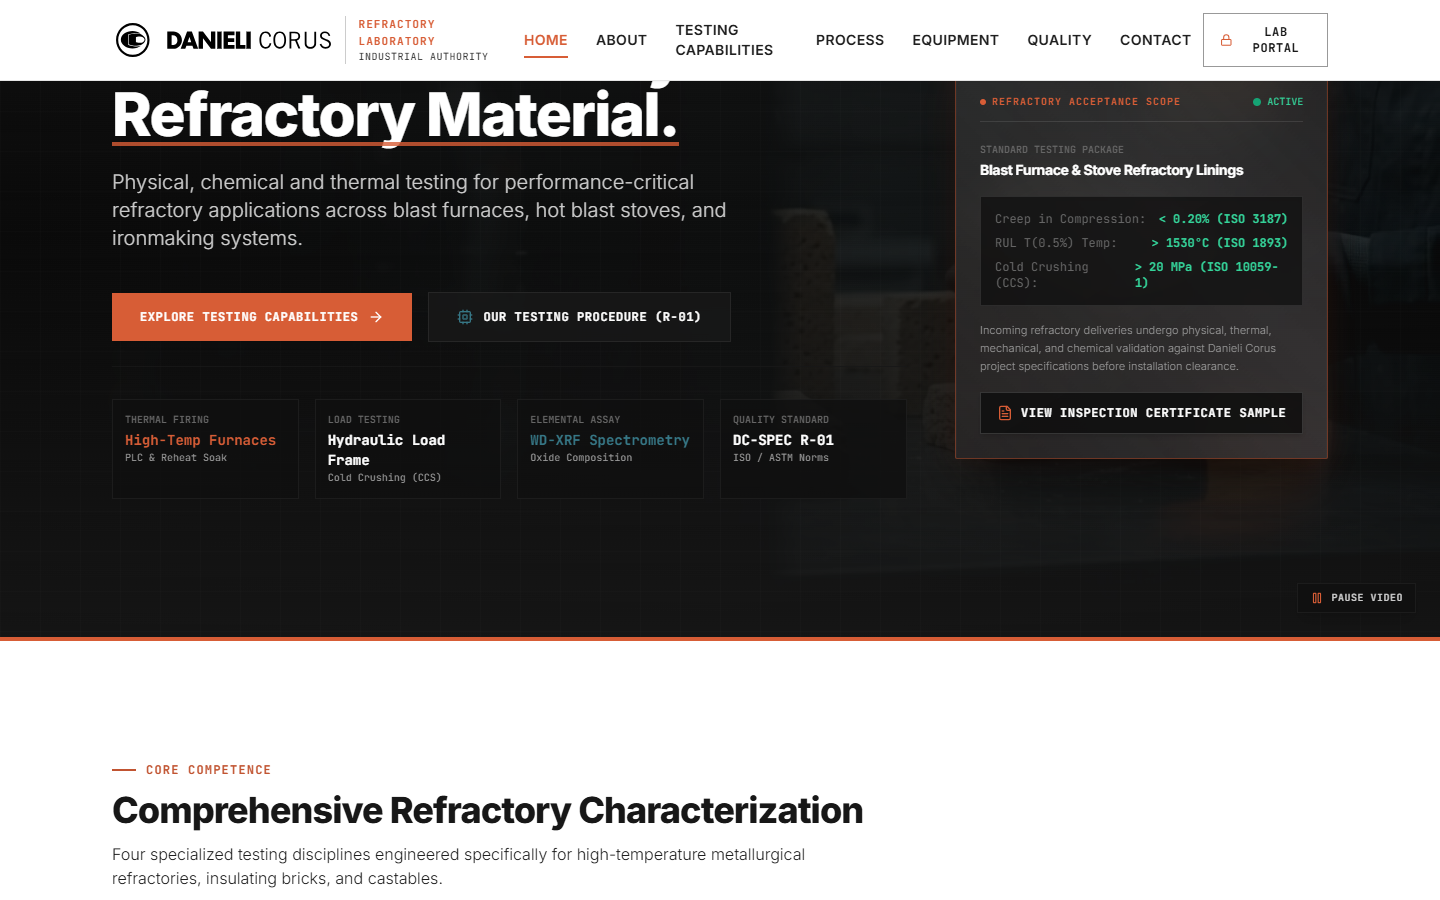 DANIELI CORUS
REFRACTORY
LABORATORY
INDUSTRIAL AUTHORITY
HOME
ABOUT
TESTING
CAPABILITIES
PROCESS
EQUIPMENT
QUALITY
CONTACT
LAB
PORTAL
Refractory Material.
Physical, chemical and thermal testing for performance-critical
refractory applications across blast furnaces, hot blast stoves, and
ironmaking systems.
EXPLORE TESTING CAPABILITIES
OUR TESTING PROCEDURE (R-01)
THERMAL FIRING
High-Temp Furnaces
PLC & Reheat Soak
LOAD TESTING
Hydraulic Load
Frame
Cold Crushing (CCS)
ELEMENTAL ASSAY
WD-XRF Spectrometry
Oxide Composition
QUALITY STANDARD
DC-SPEC R-01
ISO / ASTM Norms
REFRACTORY ACCEPTANCE SCOPE
ACTIVE
STANDARD TESTING PACKAGE
Blast Furnace & Stove Refractory Linings
Creep in Compression: < 0.20% (ISO 3187)
RUL T(0.5%) Temp: > 1530°C (ISO 1893)
Cold Crushing > 20 MPa (ISO 10059-
(CCS): 1)
Incoming refractory deliveries undergo physical, thermal,
mechanical, and chemical validation against Danieli Corus
project specifications before installation clearance.
VIEW INSPECTION CERTIFICATE SAMPLE
PAUSE VIDEO
CORE COMPETENCE
Comprehensive Refractory Characterization
Four specialized testing disciplines engineered specifically for high-temperature metallurgical
refractories, insulating bricks, and castables.